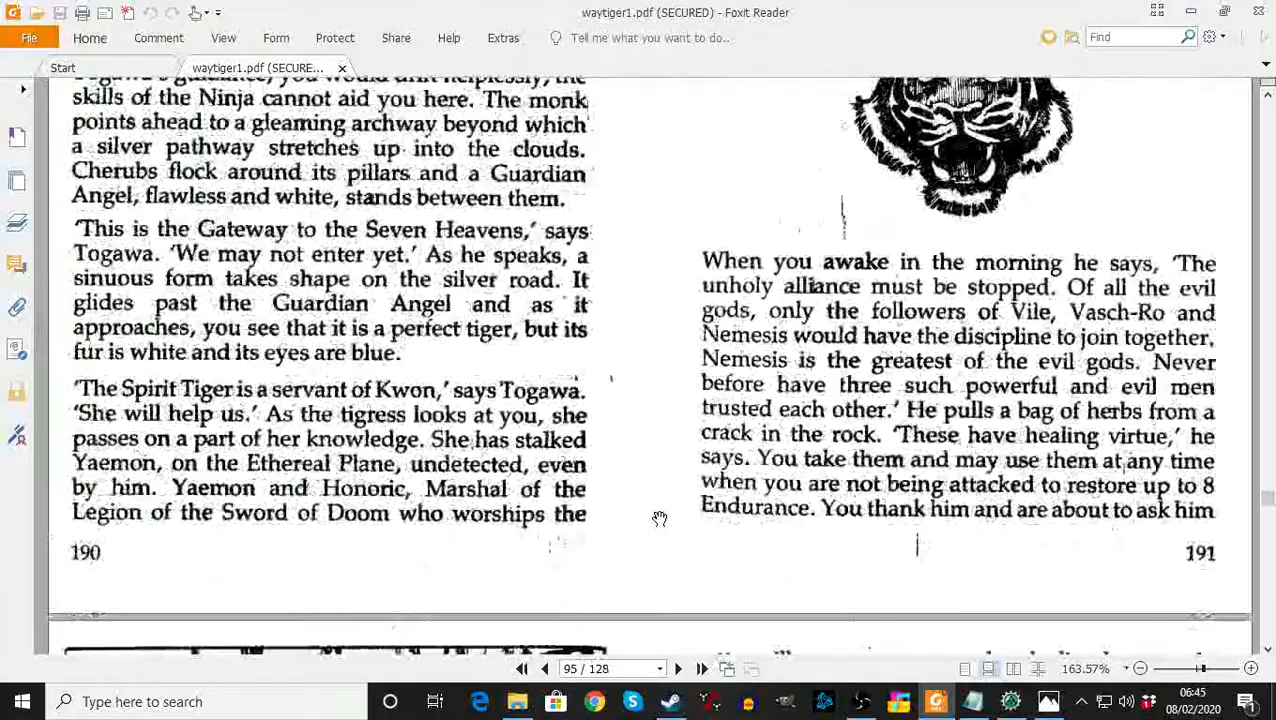 waytiger1.pdf (SECURED) - Foxit Reader
File
Home
Comment
View
Form
Protect
Share
Help
Extras
Tell me what you want to do..
Find
Start
waytiger1.pdf (SECURE...
skills of the Ninja cannot aid you here. The monk
points ahead to a gleaming archway beyond which
a silver pathway stretches up into the clouds.
Cherubs flock around its pillars and a Guardian
Angel, flawless and white, stands between them.
'This is the Gateway to the Seven Heavens,' says
Togawa. 'We may not enter yet.' As he speaks, a
sinuous form takes shape on the silver road. It
glides past the Guardian Angel and as it
approaches, you see that it is a perfect tiger, but its
fur is white and its eyes are blue.
'The Spirit Tiger is a servant of Kwon,' says Togawa.
'She will help us.' As the tigress looks at you, she
passes on a part of her knowledge. She has stalked
Yaemon, on the Ethereal Plane, undetected, even
by him. Yaemon and Honoric, Marshal of the
Legion of the Sword of Doom who worships the
190
When you awake in the morning he says, 'The
unholy alliance must be stopped. Of all the evil
gods, only the followers of Vile, Vasch-Ro and
Nemesis would have the discipline to join together,
Nemesis is the greatest of the evil gods. Never
before have three such powerful and evil men
trusted each other.' He pulls a bag of herbs from a
crack in the rock. 'These have healing virtue,' he
says. You take them and may use them at any time
when you are not being attacked to restore up to 8
Endurance. You thank him and are about to ask him
191
95 / 128
163.57%
Type here to search
06:45
08/02/2020